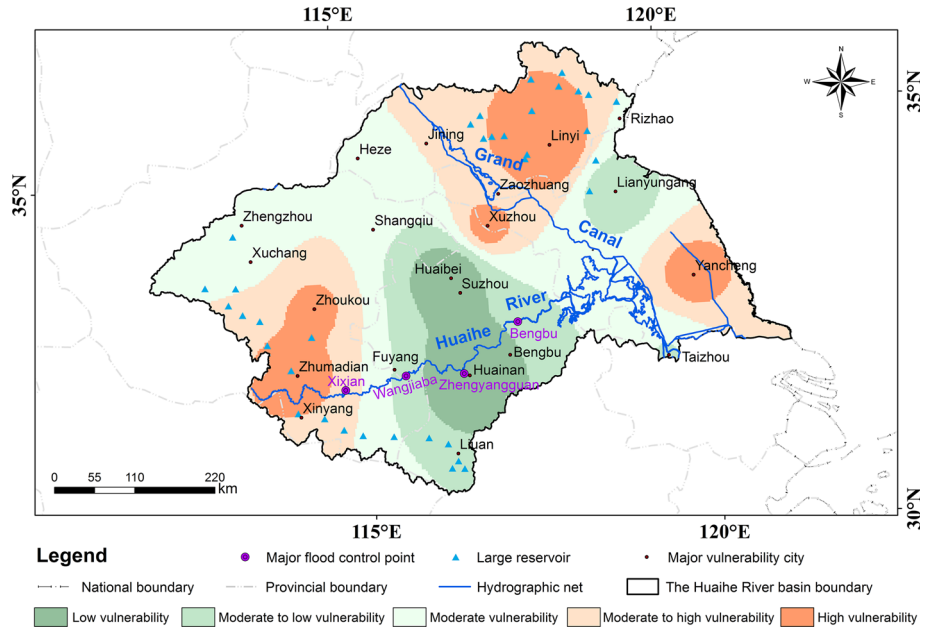 115°E 120°E
N
W E
S
35°N
35°N
Rizhao
Linyi
Jining
Heze
Grand
Zaozhuang
Lianyungang
Zhengzhou
Shangqiu
Xuzhou
Canal
Xuchang
Huaibei
Suzhou
Yancheng
Zhoukou
River
Bengbu
Huaihe
Bengbu
Taizhou
Fuyang
Zhumadian
Huainan
Xixian
Wangjiaba
Zhengyangguan
Xinyang
Liuan
0 55 110 220
km
30°N
115°E 120°E
Legend
Major flood control point Large reservoir Major vulnerability city
National boundary Provincial boundary Hydrographic net The Huaihe River basin boundary
Low vulnerability Moderate to low vulnerability Moderate vulnerability Moderate to high vulnerability High vulnerability